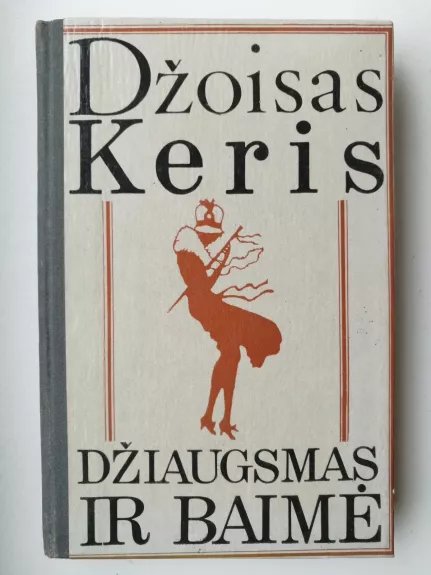 Džoisas
Keris
DŽIAUGSMAS
IR BAIMĖ